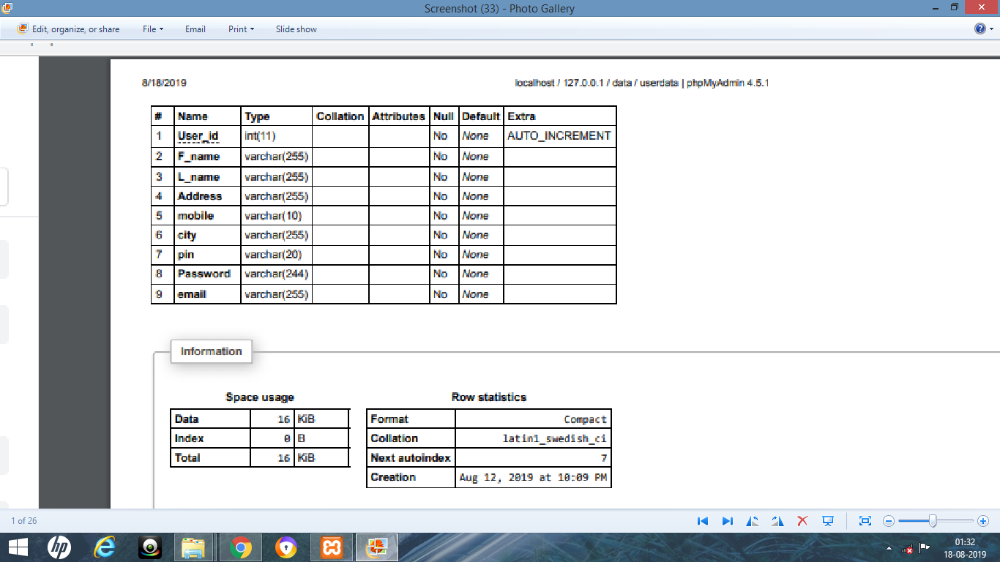 Screenshot (33) - Photo Gallery
Edit, organize, or share File Email Print Slide show
8/18/2019 localhost / 127.0.0.1 / data / userdata | phpMyAdmin 4.5.1
# Name Type Collation Attributes Null Default Extra
1 User_id int(11) No None AUTO_INCREMENT
2 F_name varchar(255) No None
3 L_name varchar(255) No None
4 Address varchar(255) No None
5 mobile varchar(10) No None
6 city varchar(255) No None
7 pin varchar(20) No None
8 Password varchar(244) No None
9 email varchar(255) No None
Information
Space usage
Data 16 KiB
Index 0 B
Total 16 KiB
Row statistics
Format Compact
Collation latin1_swedish_ci
Next autoindex 7
Creation Aug 12, 2019 at 10:09 PM
1 of 26
hp
01:32
18-08-2019